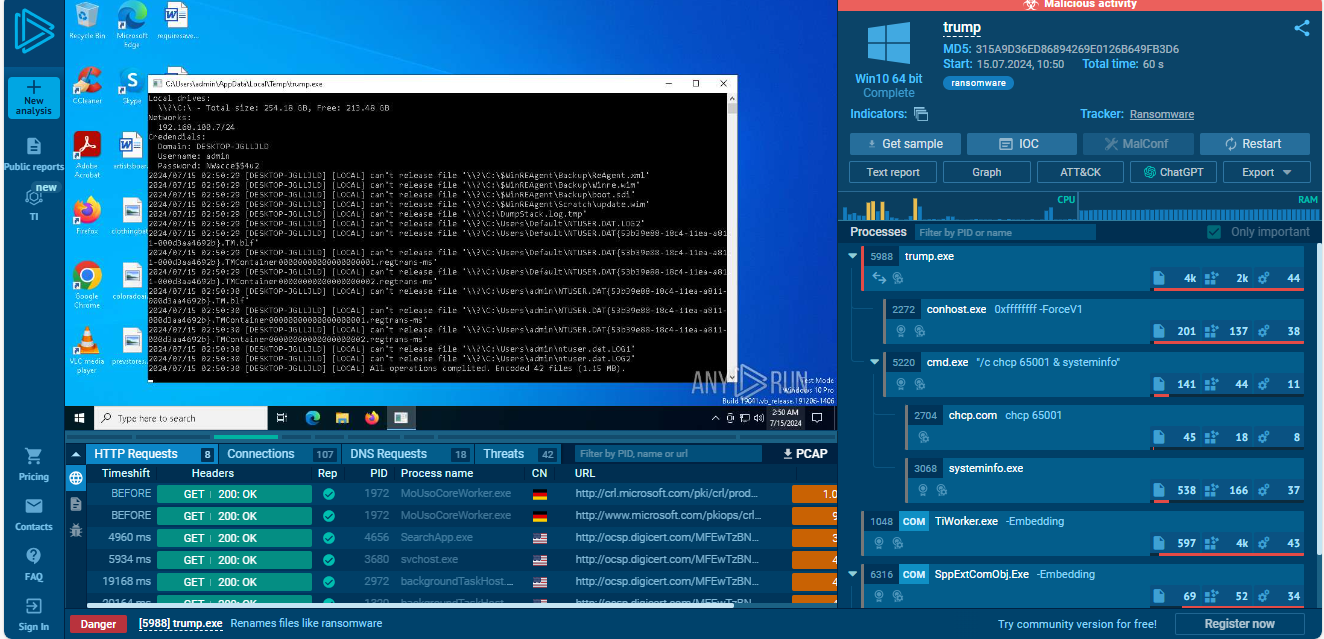 Malicious activity
New
analysis
Public reports
new
TI
Pricing
Contacts
FAQ
Sign In
Recycle Bin
Microsoft
Edge
requiresave...
CCleaner
Skype
Adobe
Acrobat
Firefox
Google
Chrome
VLC media
player
C:\Users\admin\AppData\Local\Temp\trump.exe
Local drives:
\\?\C:\ - Total size: 254.18 GB, Free: 213.48 GB
Networks:
192.168.100.7/24
Credendials:
Domain: DESKTOP-JGLLJLD
Username: admin
Password:
2024/07/15 02:50:29 [DESKTOP-JGLLJLD] [LOCAL] can't release file '\\?\C:\$WinREAgent\Backup\ReAgent.xml'
2024/07/15 02:50:29 [DESKTOP-JGLLJLD] [LOCAL] can't release file '\\?\C:\$WinREAgent\Backup\Winre.wim'
2024/07/15 02:50:29 [DESKTOP-JGLLJLD] [LOCAL] can't release file '\\?\C:\$WinREAgent\Backup\boot.sdi'
2024/07/15 02:50:29 [DESKTOP-JGLLJLD] [LOCAL] can't release file '\\?\C:\$WinREAgent\Scratch\update.wim'
2024/07/15 02:50:29 [DESKTOP-JGLLJLD] [LOCAL] can't release file '\\?\C:\DumpStack.log.tmp'
2024/07/15 02:50:29 [DESKTOP-JGLLJLD] [LOCAL] can't release file '\\?\C:\Users\Default\NTUSER.DAT.LOG2'
2024/07/15 02:50:29 [DESKTOP-JGLLJLD] [LOCAL] can't release file '\\?\C:\Users\Default\NTUSER.DAT{53b39e88-18c4-11ea-a811-000d3aa4692b}.TM.blf'
2024/07/15 02:50:29 [DESKTOP-JGLLJLD] [LOCAL] can't release file '\\?\C:\Users\Default\NTUSER.DAT{53b39e88-18c4-11ea-a811-000d3aa4692b}.TMContainer00000000000000000001.regtrans-ms'
2024/07/15 02:50:29 [DESKTOP-JGLLJLD] [LOCAL] can't release file '\\?\C:\Users\Default\NTUSER.DAT{53b39e88-18c4-11ea-a811-000d3aa4692b}.TMContainer00000000000000000002.regtrans-ms'
2024/07/15 02:50:30 [DESKTOP-JGLLJLD] [LOCAL] can't release file '\\?\C:\Users\admin\NTUSER.DAT{53b39e88-18c4-11ea-a811-000d3aa4692b}.TM.blf'
2024/07/15 02:50:30 [DESKTOP-JGLLJLD] [LOCAL] can't release file '\\?\C:\Users\admin\NTUSER.DAT{53b39e88-18c4-11ea-a811-000d3aa4692b}.TMContainer00000000000000000001.regtrans-ms'
2024/07/15 02:50:30 [DESKTOP-JGLLJLD] [LOCAL] can't release file '\\?\C:\Users\admin\NTUSER.DAT{53b39e88-18c4-11ea-a811-000d3aa4692b}.TMContainer00000000000000000002.regtrans-ms'
2024/07/15 02:50:30 [DESKTOP-JGLLJLD] [LOCAL] can't release file '\\?\C:\Users\admin\ntuser.dat.LOG1'
2024/07/15 02:50:30 [DESKTOP-JGLLJLD] [LOCAL] can't release file '\\?\C:\Users\admin\ntuser.dat.LOG2'
2024/07/15 02:50:30 [DESKTOP-JGLLJLD] [LOCAL] All operations complited. Encoded 42 files (1.15 MB).
ANY RUN
Test Mode
Windows 10 Pro
Build 19041.vb_release.191206-1406
Type here to search
2:50 AM
7/15/2024
HTTP Requests 8
Connections 107
DNS Requests 18
Threats 42
Filter by PID, name or url
PCAP
Timeshift Headers Rep PID Process name CN URL
BEFORE GET 200: OK 1972 MoUsoCoreWorker.exe http://crl.microsoft.com/pki/crl/prod... 1.0
BEFORE GET 200: OK 1972 MoUsoCoreWorker.exe http://www.microsoft.com/pkiops/crl...
4960 ms GET 200: OK 4656 SearchApp.exe http://ocsp.digicert.com/MFEwTzBN...
5934 ms GET 200: OK 3680 svchost.exe http://ocsp.digicert.com/MFEwTzBN...
19168 ms GET 200: OK 2972 backgroundTaskHost.... http://ocsp.digicert.com/MFEwTzBN...
Danger
[5988] trump.exe
Renames files like ransomware
Win10 64 bit
Complete
trump
MD5: 315A9D36ED86894269E0126B649FB3D6
Start: 15.07.2024, 10:50 Total time: 60 s
ransomware
Indicators:
Tracker: Ransomware
Get sample
IOC
MalConf
Restart
Text report
Graph
ATT&CK
ChatGPT
Export
CPU
RAM
Processes
Filter by PID or name
Only important
5988 trump.exe
4k 2k 44
2272 conhost.exe 0xffffffff -ForceV1
201 137 38
5220 cmd.exe "/c chcp 65001 & systeminfo"
141 44 11
2704 chcp.com chcp 65001
45 18 8
3068 systeminfo.exe
538 166 37
1048 COM TiWorker.exe -Embedding
597 4k 43
6316 COM SppExtComObj.Exe -Embedding
69 52 34
Try community version for free!
Register now